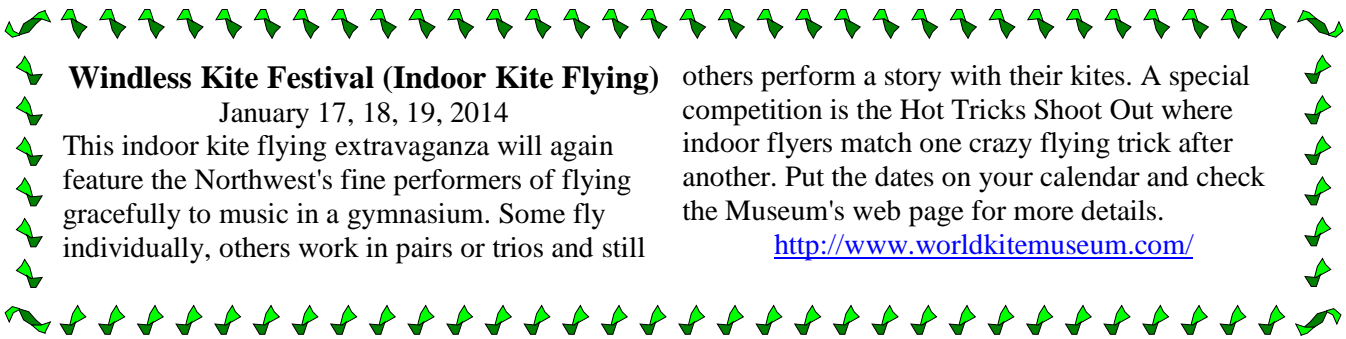 Windless Kite Festival (Indoor Kite Flying)
January 17, 18, 19, 2014
This indoor kite flying extravaganza will again
feature the Northwest's fine performers of flying
gracefully to music in a gymnasium. Some fly
individually, others work in pairs or trios and still
others perform a story with their kites. A special
competition is the Hot Tricks Shoot Out where
indoor flyers match one crazy flying trick after
another. Put the dates on your calendar and check
the Museum's web page for more details.
http://www.worldkitemuseum.com/